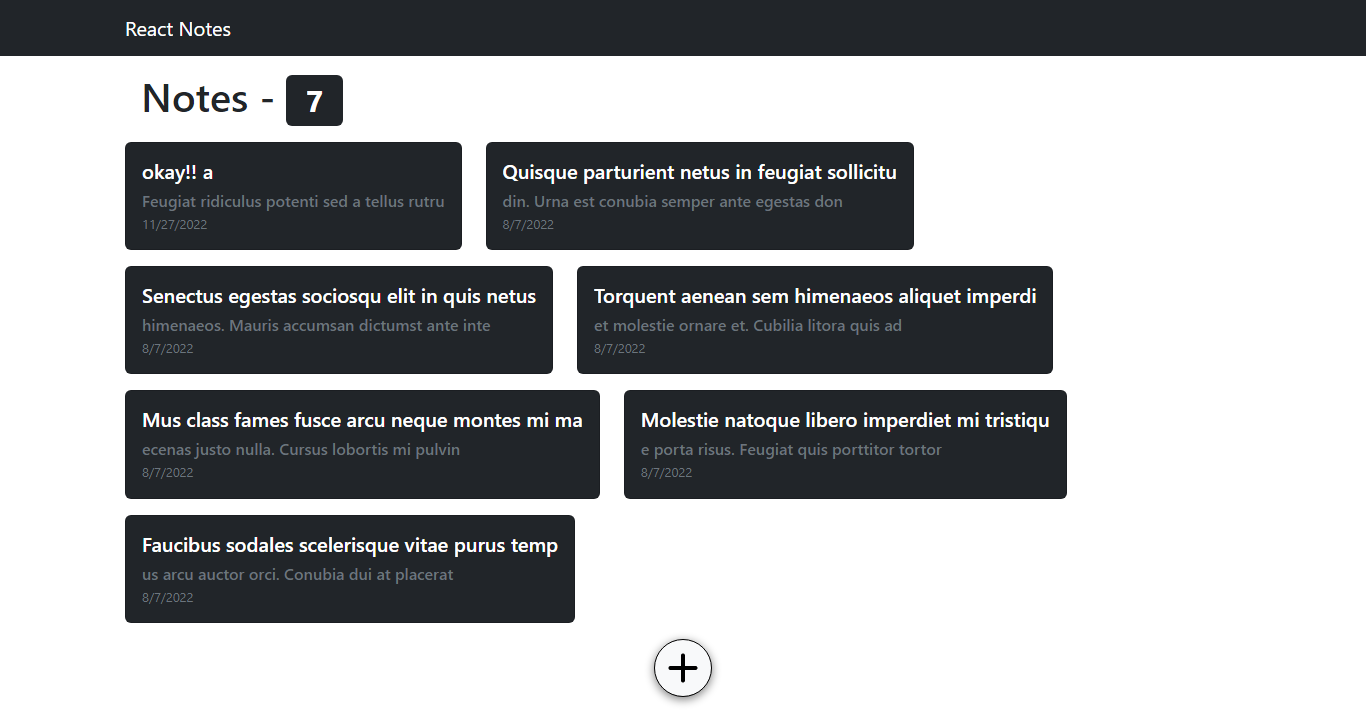 React Notes
Notes - 7
okay!! a
Feugiat ridiculus potenti sed a tellus rutru
11/27/2022
Quisque parturient netus in feugiat sollicitu
din. Urna est conubia semper ante egestas don
8/7/2022
Senectus egestas sociosqu elit in quis netus
himenaeos. Mauris accumsan dictumst ante inte
8/7/2022
Torquent aenean sem himenaeos aliquet imperdi
et molestie ornare et. Cubilia litora quis ad
8/7/2022
Mus class fames fusce arcu neque montes mi ma
ecenas justo nulla. Cursus lobortis mi pulvin
8/7/2022
Molestie natoque libero imperdiet mi tristiqu
e porta risus. Feugiat quis porttitor tortor
8/7/2022
Faucibus sodales scelerisque vitae purus temp
us arcu auctor orci. Conubia dui at placerat
8/7/2022